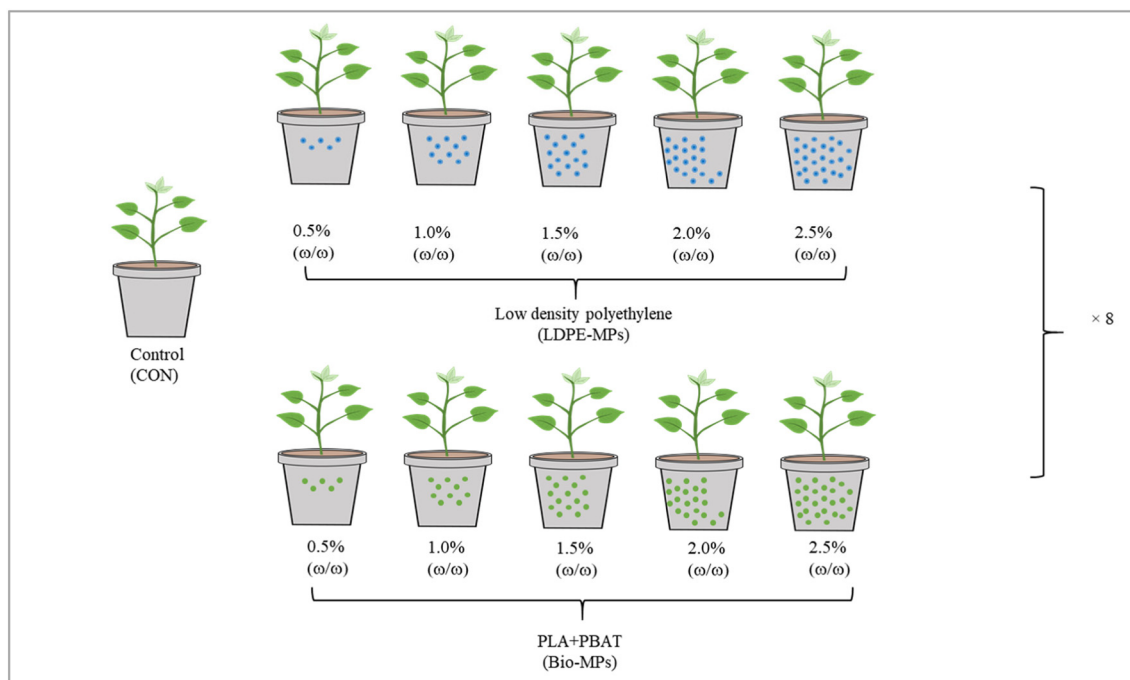 0.5%
(ω/ω)
1.0%
(ω/ω)
1.5%
(ω/ω)
2.0%
(ω/ω)
2.5%
(ω/ω)
Low density polyethylene
(LDPE-MPs)
Control
(CON)
× 8
0.5%
(ω/ω)
1.0%
(ω/ω)
1.5%
(ω/ω)
2.0%
(ω/ω)
2.5%
(ω/ω)
PLA+PBAT
(Bio-MPs)